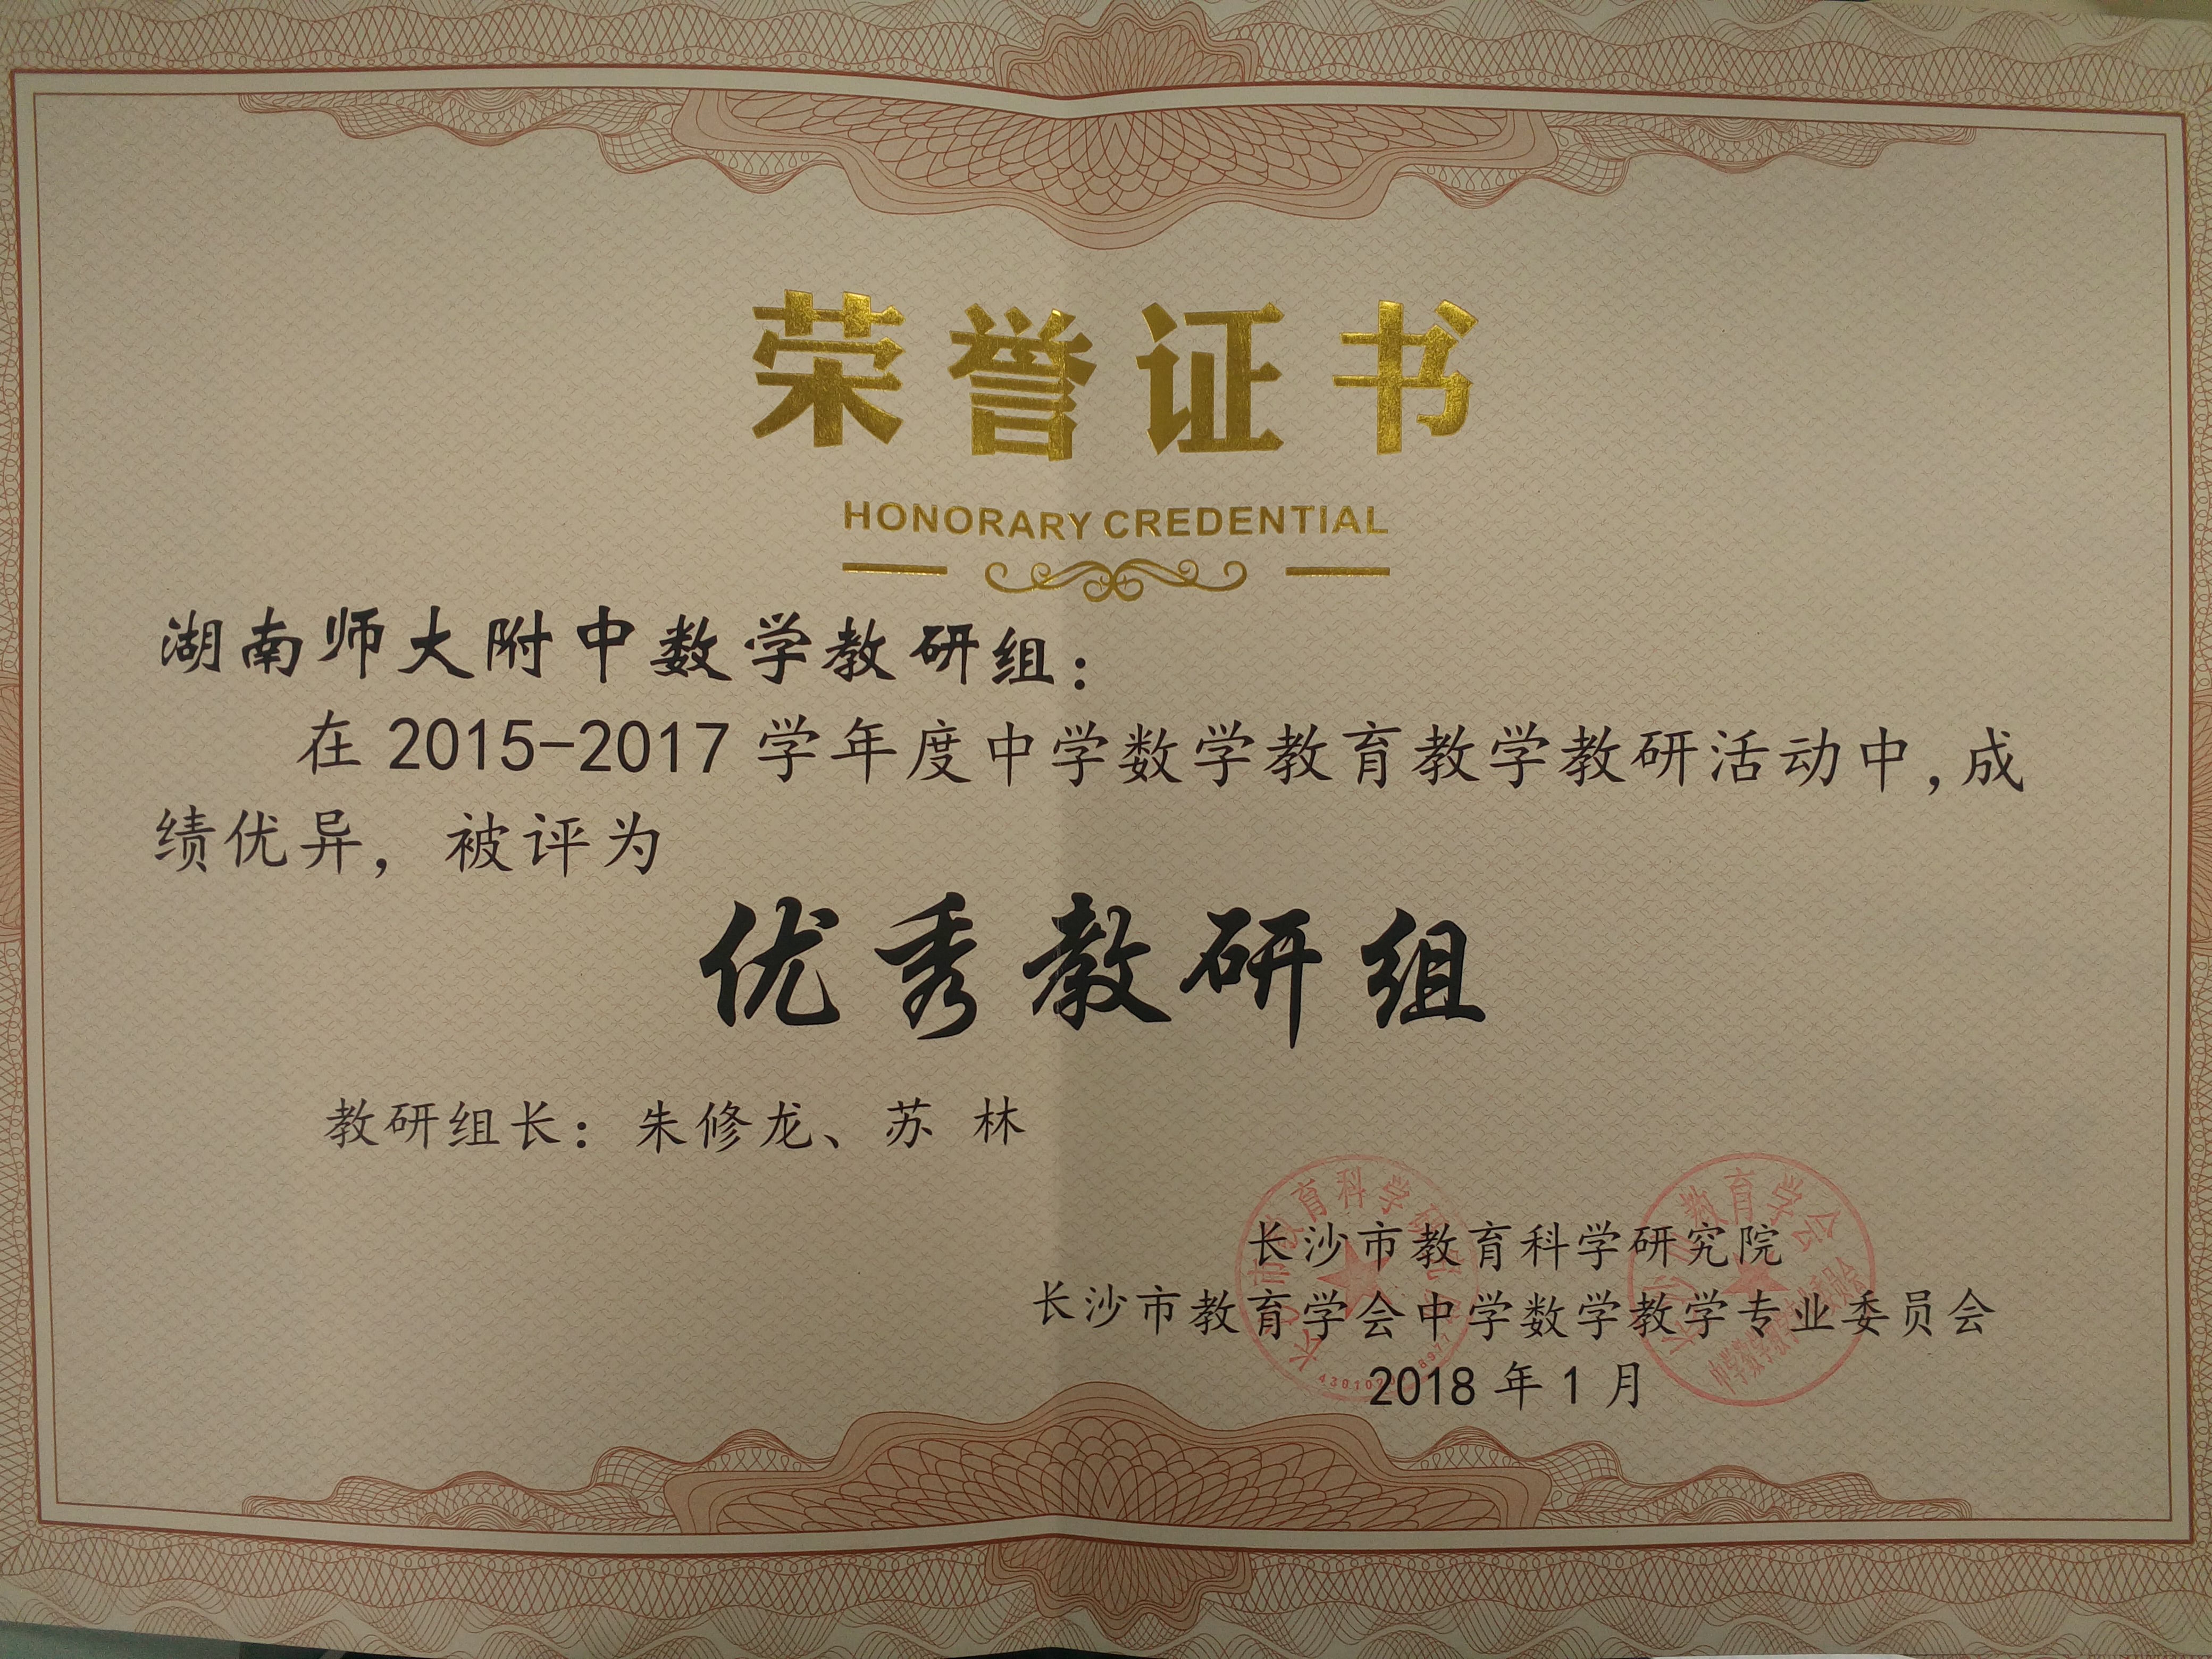 荣誉证书
HONORARY CREDENTIAL
湖南师大附中数学教研组：
在 2015-2017 学年度中学数学教育教学教研活动中,成
绩优异，被评为
优秀教研组
教研组长：朱修龙、苏 林
长沙市教育科学研究院
长沙市教育学会中学数学教学专业委员会
2018 年 1 月